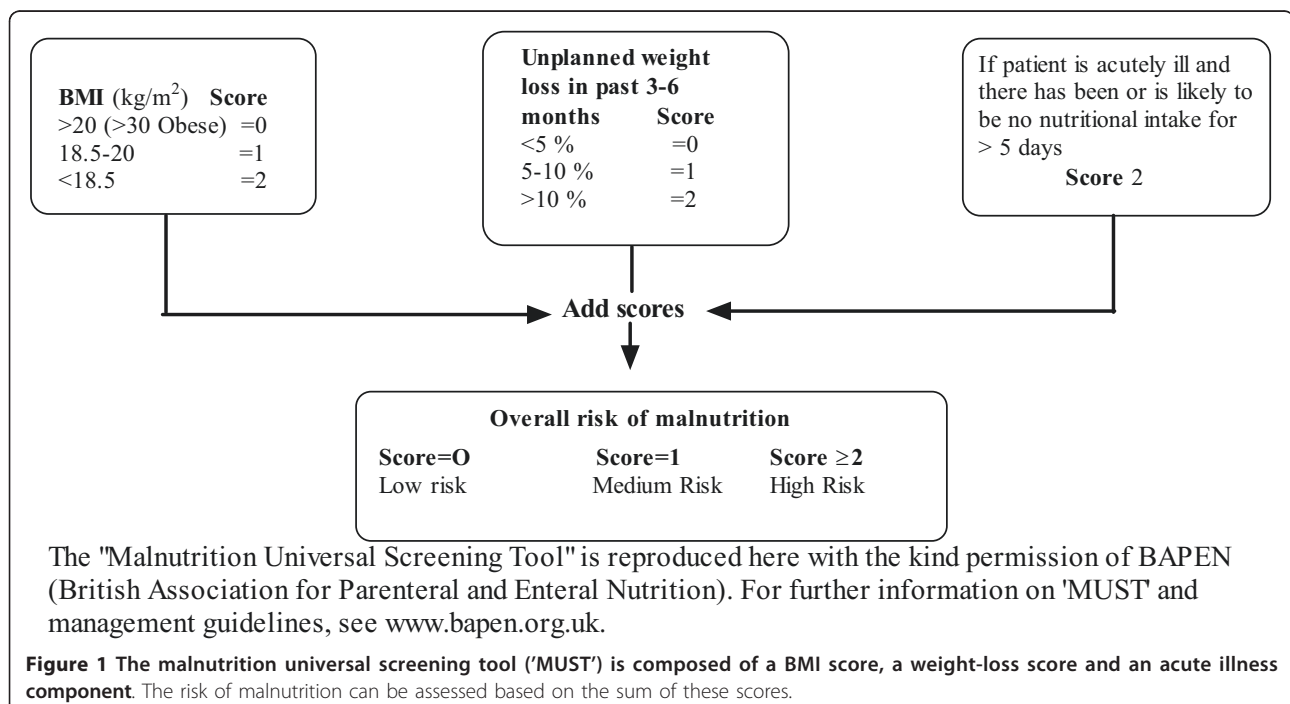 BMI (kg/m²) Score
>20 (>30 Obese) =0
18.5-20 =1
<18.5 =2
Unplanned weight
loss in past 3-6
months Score
<5 % =0
5-10 % =1
>10 % =2
If patient is acutely ill and
there has been or is likely to
be no nutritional intake for
> 5 days
Score 2
Add scores
Overall risk of malnutrition
Score=O Score=1 Score ≥2
Low risk Medium Risk High Risk
The "Malnutrition Universal Screening Tool" is reproduced here with the kind permission of BAPEN
(British Association for Parenteral and Enteral Nutrition). For further information on 'MUST' and
management guidelines, see www.bapen.org.uk.
Figure 1 The malnutrition universal screening tool ('MUST') is composed of a BMI score, a weight-loss score and an acute illness
component. The risk of malnutrition can be assessed based on the sum of these scores.